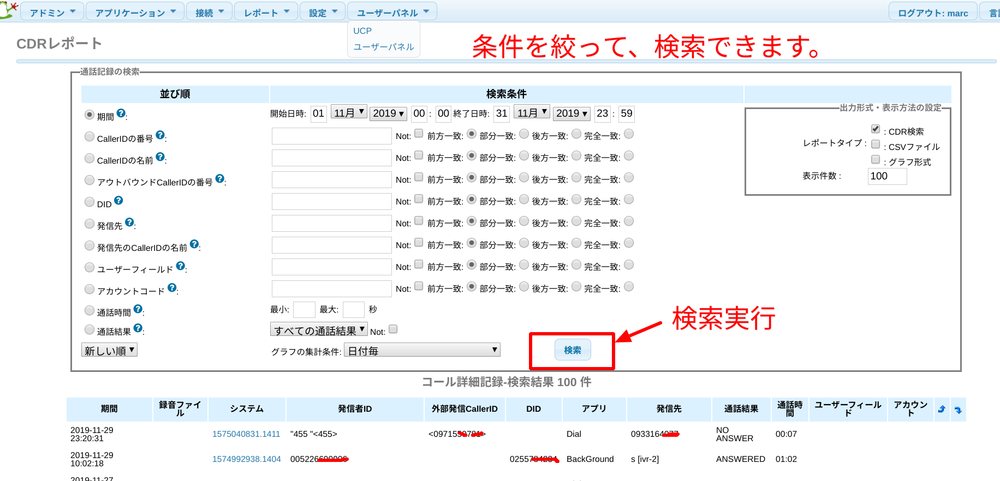 アドミン アプリケーション 接続 レポート 設定 ユーザーパネル ログアウト: marc
UCP
ユーザーパネル
条件を絞って、検索できます。
CDRレポート
通話記録の検索
並び順 検索条件
期間: 開始日時: 01 11月 2019 00 : 00 終了日時: 31 11月 2019 23 : 59
出力形式・表示方法の設定
CallerIDの番号: Not: 前方一致: 部分一致: 後方一致: 完全一致:
: CDR検索
レポートタイプ :
: CSVファイル
CallerIDの名前: Not: 前方一致: 部分一致: 後方一致: 完全一致:
: グラフ形式
表示件数 : 100
アウトバウンドCallerIDの番号: Not: 前方一致: 部分一致: 後方一致: 完全一致:
DID Not: 前方一致: 部分一致: 後方一致: 完全一致:
発信先: Not: 前方一致: 部分一致: 後方一致: 完全一致:
発信先のCallerIDの名前: Not: 前方一致: 部分一致: 後方一致: 完全一致:
ユーザーフィールド: Not: 前方一致: 部分一致: 後方一致: 完全一致:
アカウントコード: Not: 前方一致: 部分一致: 後方一致: 完全一致:
通話時間: 最小: 最大: 秒
検索実行
通話結果: すべての通話結果 Not:
新しい順 グラフの集計条件: 日付毎 検索
コール詳細記録-検索結果 100 件
期間 録音ファイル システム 発信者ID 外部発信CallerID DID アプリ 発信先 通話結果 通話時間 ユーザーフィールド アカウント
2019-11-29 23:20:31 1575040831.1411 "455 "<455> Dial NO ANSWER 00:07
2019-11-29 10:02:18 1574992938.1404 BackGround s [ivr-2] ANSWERED 01:02
2019-11-27